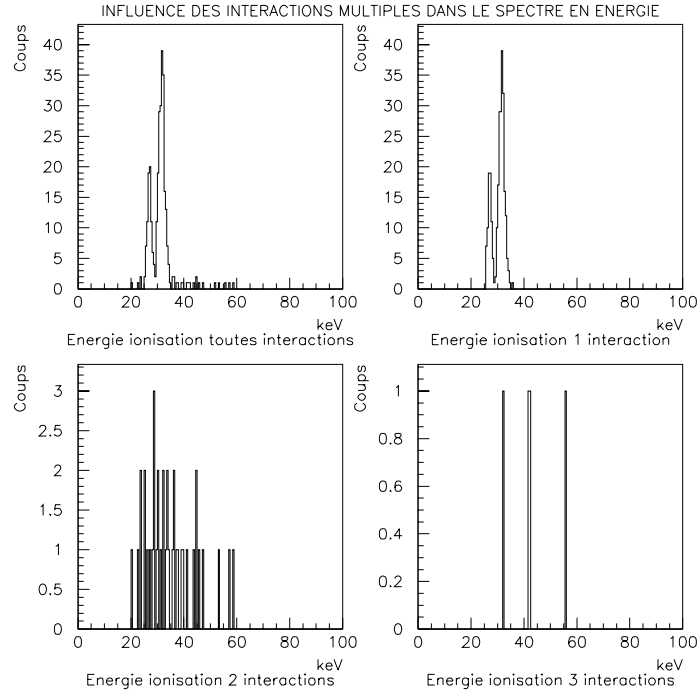 INFLUENCE DES INTERACTIONS MULTIPLES DANS LE SPECTRE EN ENERGIE
Coups
40
35
30
25
20
15
10
5
0
0 20 40 60 80 100
keV
Energie ionisation toutes interactions
Coups
40
35
30
25
20
15
10
5
0
0 20 40 60 80 100
keV
Energie ionisation 1 interaction
Coups
3
2.5
2
1.5
1
0.5
0
0 20 40 60 80 100
keV
Energie ionisation 2 interactions
Coups
1
0.8
0.6
0.4
0.2
0
0 20 40 60 80 100
keV
Energie ionisation 3 interactions